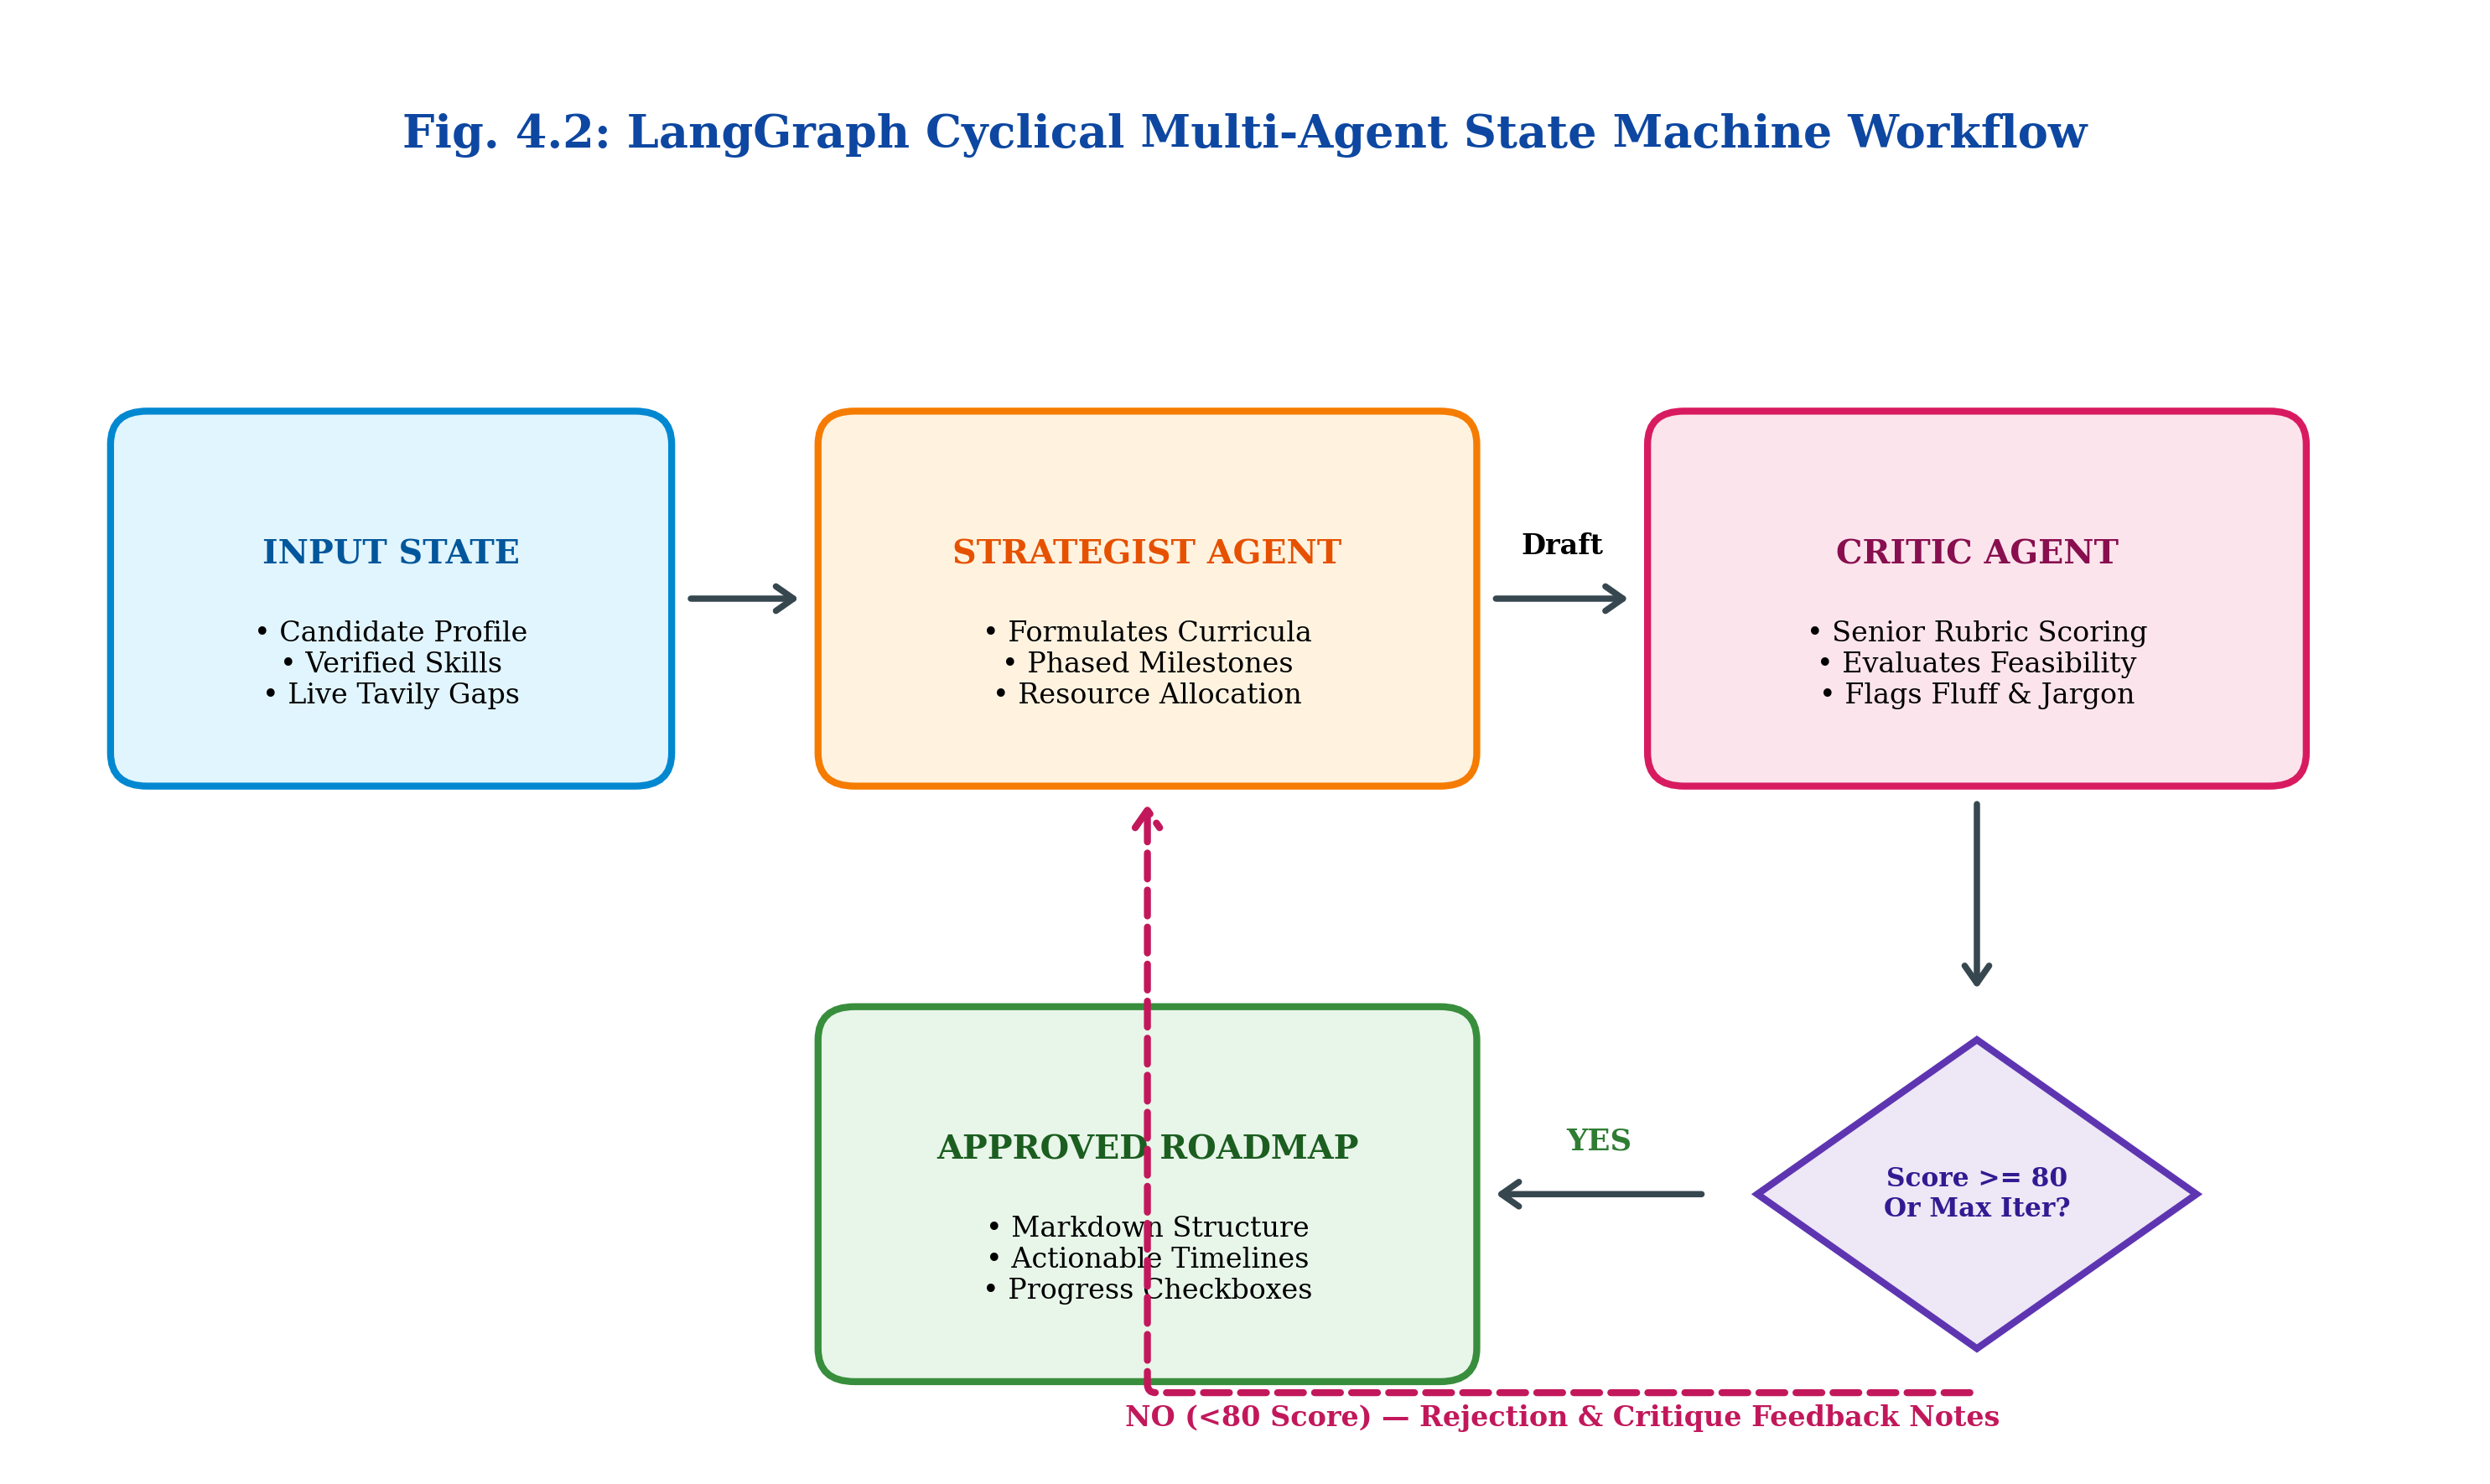 Fig. 4.2: LangGraph Cyclical Multi-Agent State Machine Workflow
INPUT STATE
• Candidate Profile
• Verified Skills
• Live Tavily Gaps
STRATEGIST AGENT
• Formulates Curricula
• Phased Milestones
• Resource Allocation
Draft
CRITIC AGENT
• Senior Rubric Scoring
• Evaluates Feasibility
• Flags Fluff & Jargon
APPROVED ROADMAP
• Markdown Structure
• Actionable Timelines
• Progress Checkboxes
YES
Score >= 80
Or Max Iter?
NO (<80 Score) — Rejection & Critique Feedback Notes